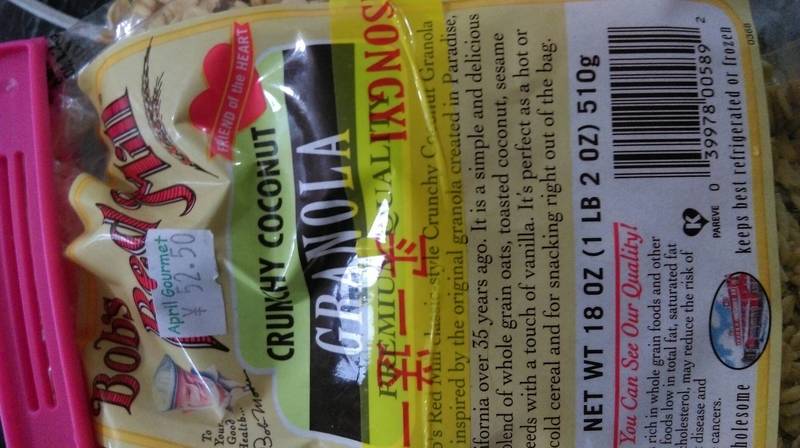 Bob's
Red Mill
FRIEND of the HEART
April Gourmet
¥ 52.50
To
Your
Good
Health...
Bob Moore
CRUNCHY COCONUT
GRANOLA
PREMIUM QUALITY
SONGYI
Red Mill classic style Crunchy Coconut Granola
inspired by the original granola created in Paradise,
fornia over 35 years ago. It is a simple and delicious
blend of whole grain oats, toasted coconut, sesame
eeds with a touch of vanilla. It's perfect as a hot or
cold cereal and for snacking right out of the bag.
NET WT 18 OZ (1 LB 2 OZ) 510g
You Can See Our Quality!
rich in whole grain foods and other
foods low in total fat, saturated fat
cholesterol, may reduce the risk of
disease and
cancers.
0 39978 00589 2
K
PAREVE
wholesome
keeps best refrigerated or frozen
0368